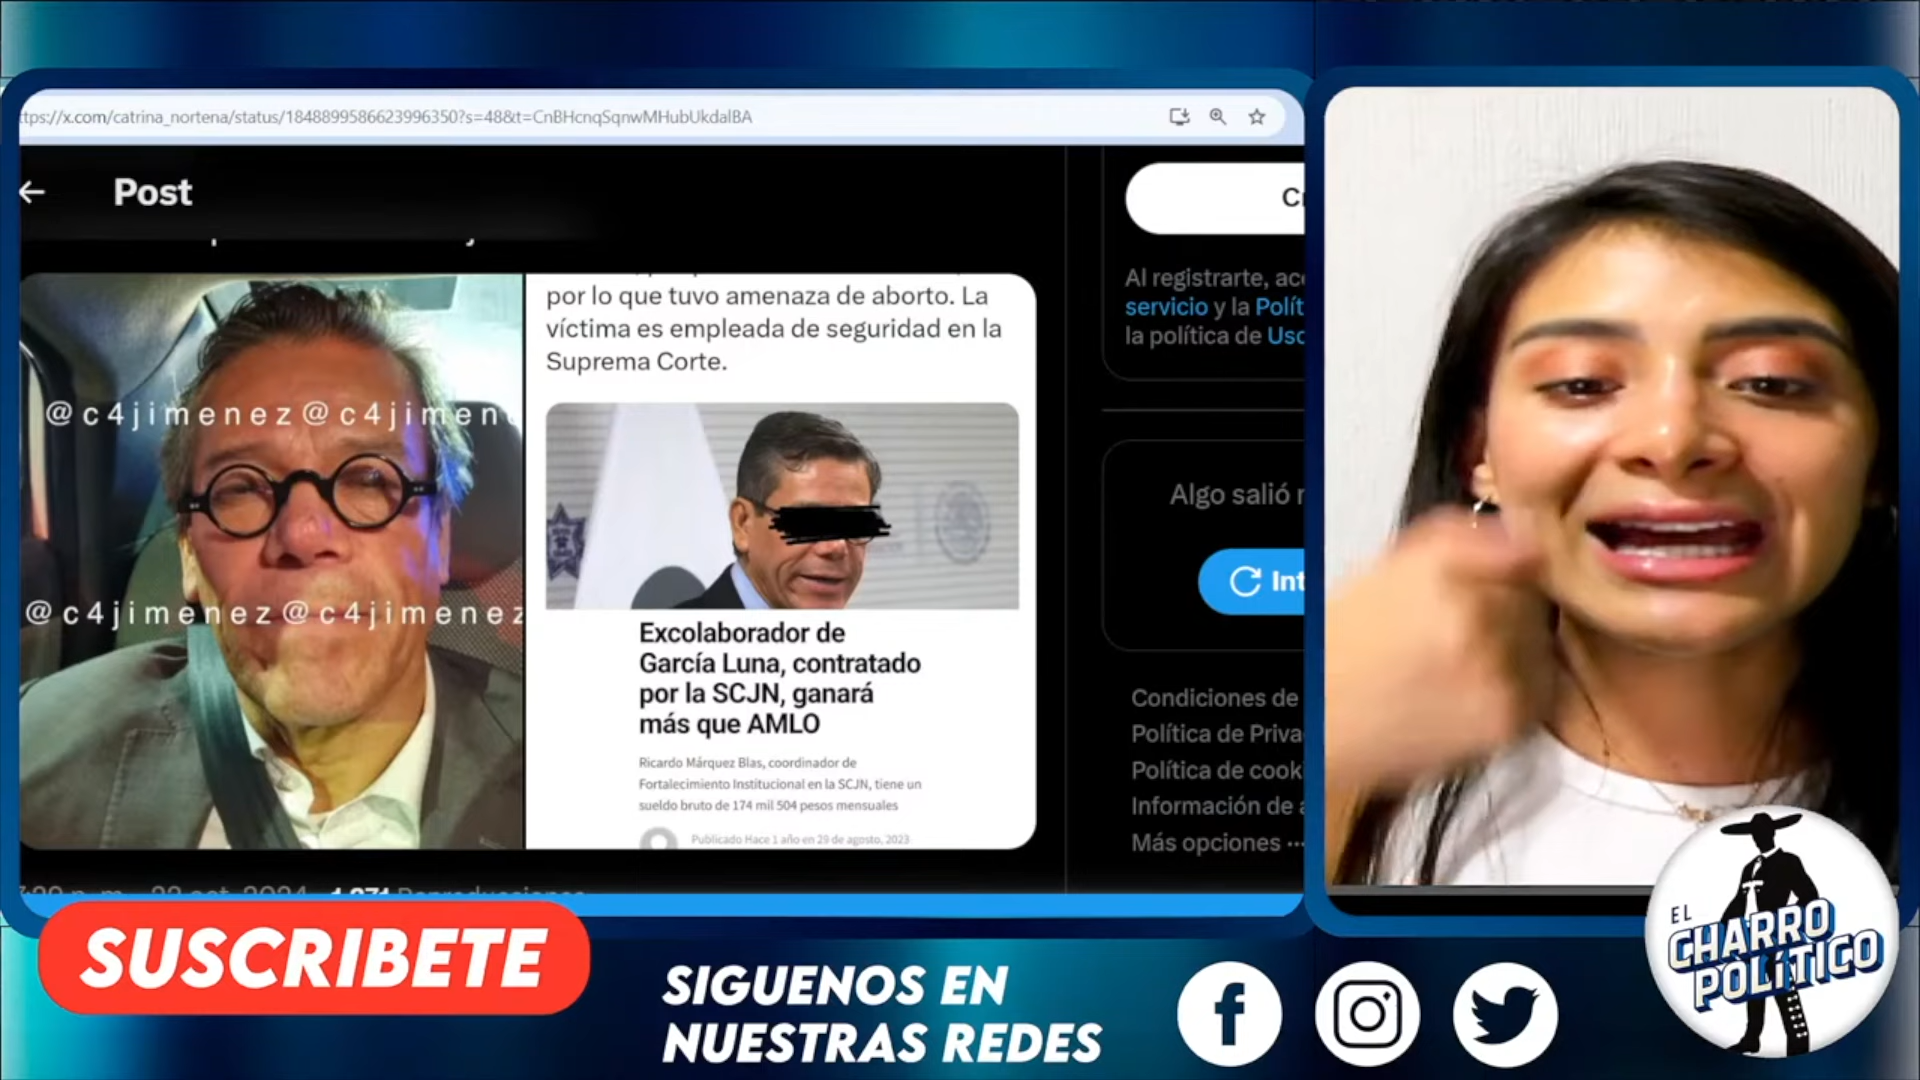 ttps://x.com/catrina_nortena/status/1848899586623996350?s=48&t=CnBHcnqSqnwMHubUkdalBA
Post
@c4jimenez@c4jimen
@c4jimenez@c4jimenez
por lo que tuvo amenaza de aborto. La
víctima es empleada de seguridad en la
Suprema Corte.
Excolaborador de
García Luna, contratado
por la SCJN, ganará
más que AMLO
Ricardo Márquez Blas, coordinador de
Fortalecimiento Institucional en la SCJN, tiene un
sueldo bruto de 174 mil 504 pesos mensuales
Publicado Hace 1 año en 29 de agosto, 2023
Al registrarte, ac
servicio y la Polít
la política de Uso
Algo salió
Int
Condiciones de
Política de Priva
Política de cook
Información de a
Más opciones ···
SUSCRIBETE
SIGUENOS EN
NUESTRAS REDES
EL
CHARRO
POLíTICO